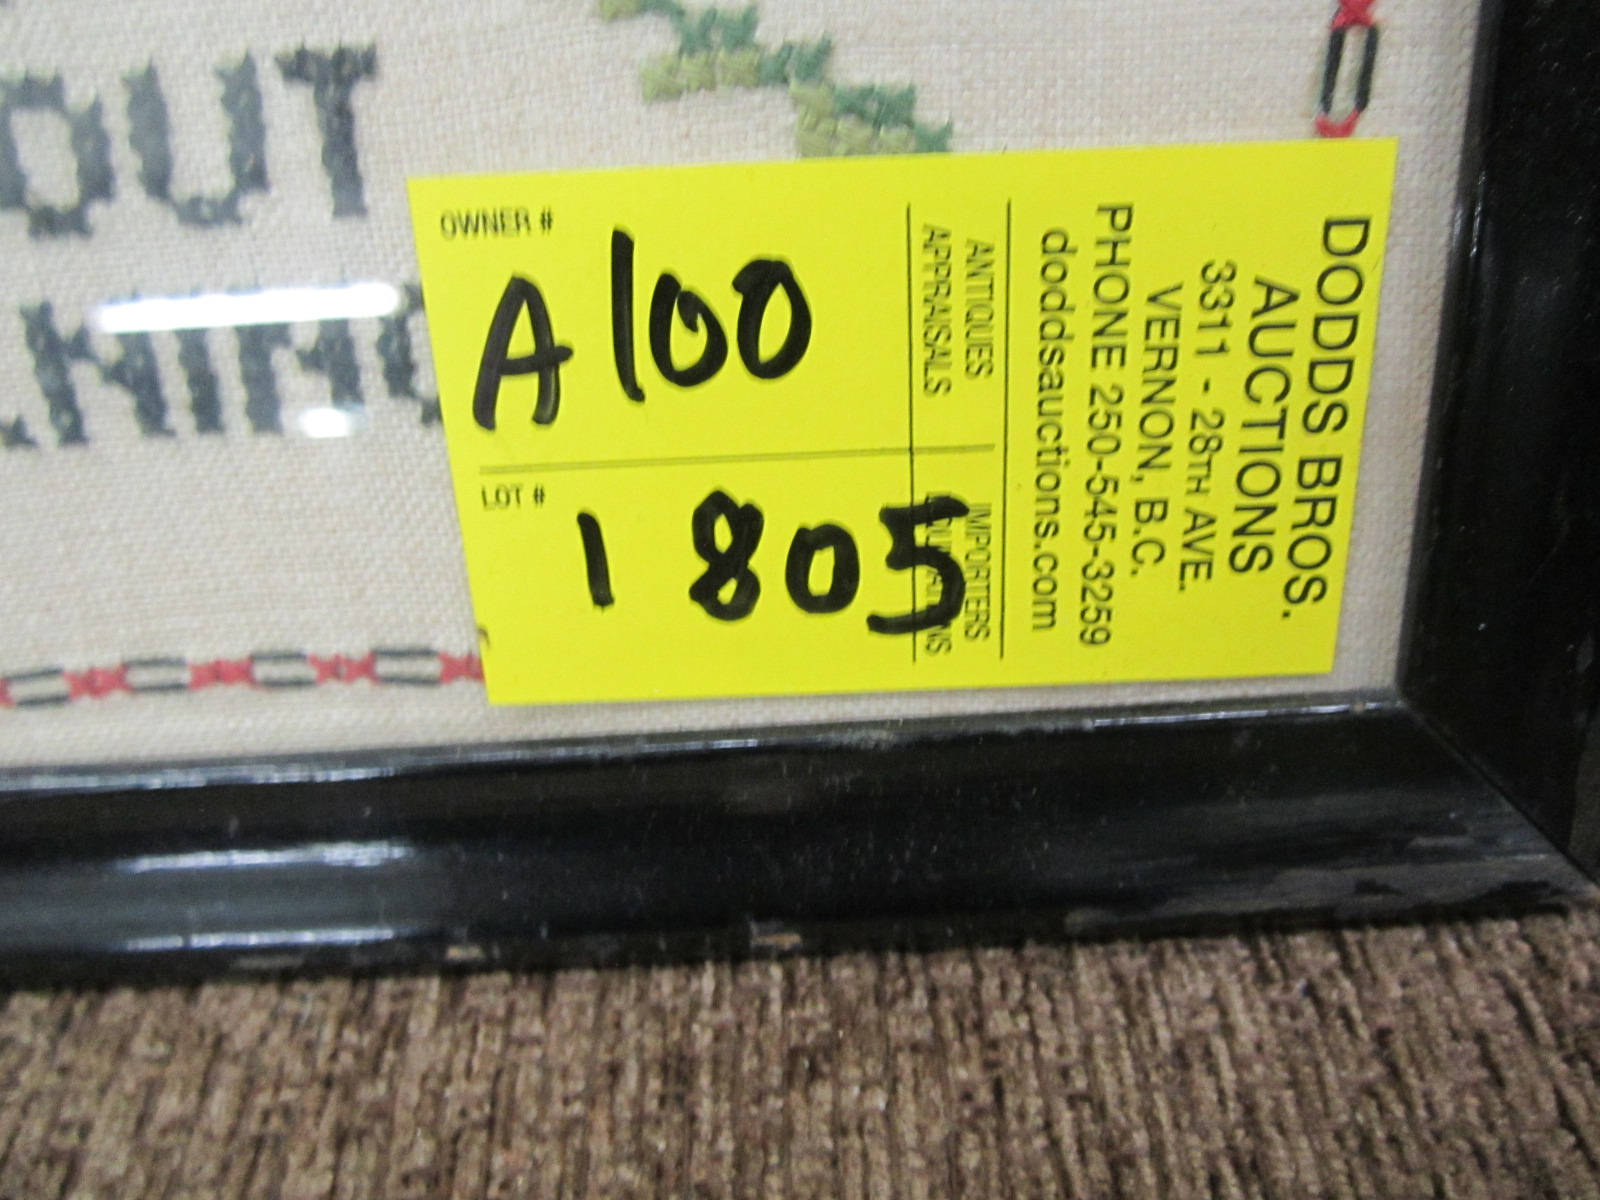 OUT
OWNER #
A100
LOT #
1805
ANTIQUES
APPRAISALS
IMPORTERS
DODDS BROS.
AUCTIONS
3311 - 28TH AVE.
VERNON, B.C.
PHONE 250-545-3259
doddsauctions.com